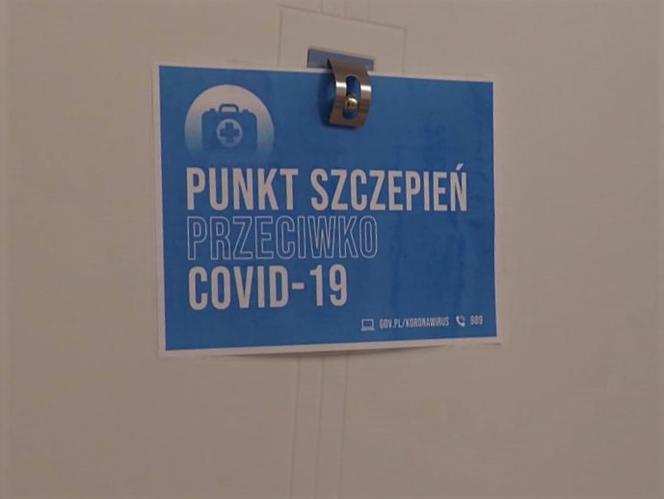 PUNKT SZCZEPIEŃ
PRZECIWKO
COVID-19
GOV.PL/KORONAWIRUS 989